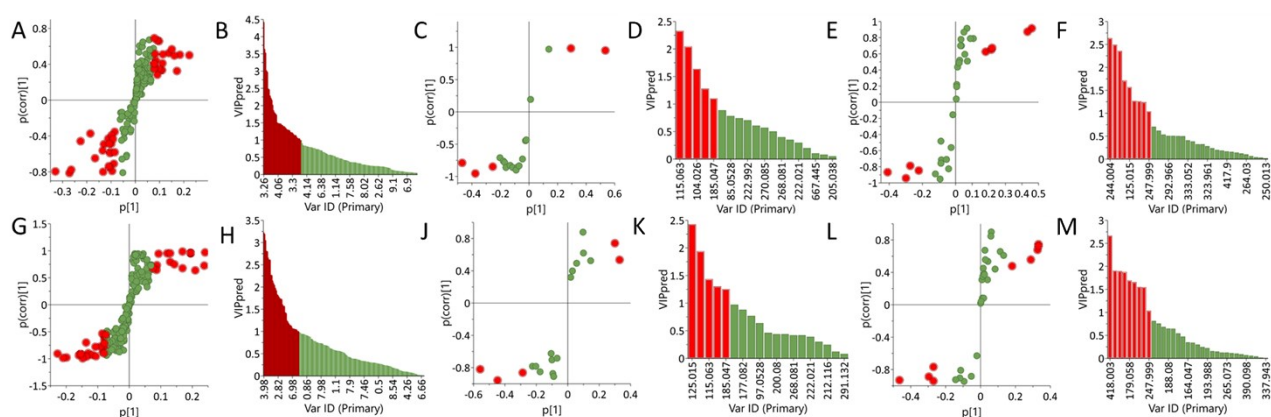 A
0.8
0.4
0
-0.4
-0.8
p(corr)[1]
-0.3 -0.2 -0.1 0 0.1 0.2
p[1]
B
4.5
4
3.5
3
2.5
2
1.5
1
0.5
0
VIPpred
3.26 4.06 3.3 4.14 6.38 1.14 7.58 8.02 2.62 9.1 6.9
Var ID (Primary)
C
1
0.5
0
-0.5
-1
p(corr)[1]
-0.4 -0.2 0 0.2 0.4 0.6
p[1]
D
2.5
2.0
1.5
1.0
0.5
0
VIPpred
115.063 104.026 185.047 85.0528 222.992 270.085 268.081 222.021 667.445 205.038
Var ID (Primary)
E
1
0.8
0.6
0.4
0.2
0
-0.2
-0.4
-0.6
-0.8
-1
p(corr)[1]
-0.4 -0.2 0 0.1 0.2 0.3 0.4 0.5
p[1]
F
3
2.5
2
1.5
1
0.5
0
VIPpred
244.004 125.015 247.999 292.966 333.052 323.961 417.9 264.03 250.013
Var ID (Primary)
G
1.5
1
0.5
0
-0.5
-1
-1.5
p(corr)[1]
-0.2 -0.1 0 0.1 0.2
p[1]
H
3.5
3
2.5
2
1.5
1
0.5
0
VIPpred
3.98 2.82 6.98 0.86 7.98 1.11 7.9 7.46 0.5 8.54 4.26 6.66
Var ID (Primary)
J
0.8
0.4
0
-0.4
-0.8
p(corr)[1]
-0.6 -0.4 -0.2 0 0.2 0.4
p[1]
K
2.5
2
1.5
1
0.5
0
VIPpred
125.015 115.063 185.047 177.082 97.0528 200.08 268.081 222.021 212.116 291.132
Var ID (Primary)
L
0.8
0.4
0
-0.4
-0.8
p(corr)[1]
-0.4 -0.2 0 0.2 0.4
p[1]
M
3
2.5
2
1.5
1
0.5
0
VIPpred
418.003 179.058 247.999 188.08 164.047 193.988 265.073 390.098 337.943
Var ID (Primary)